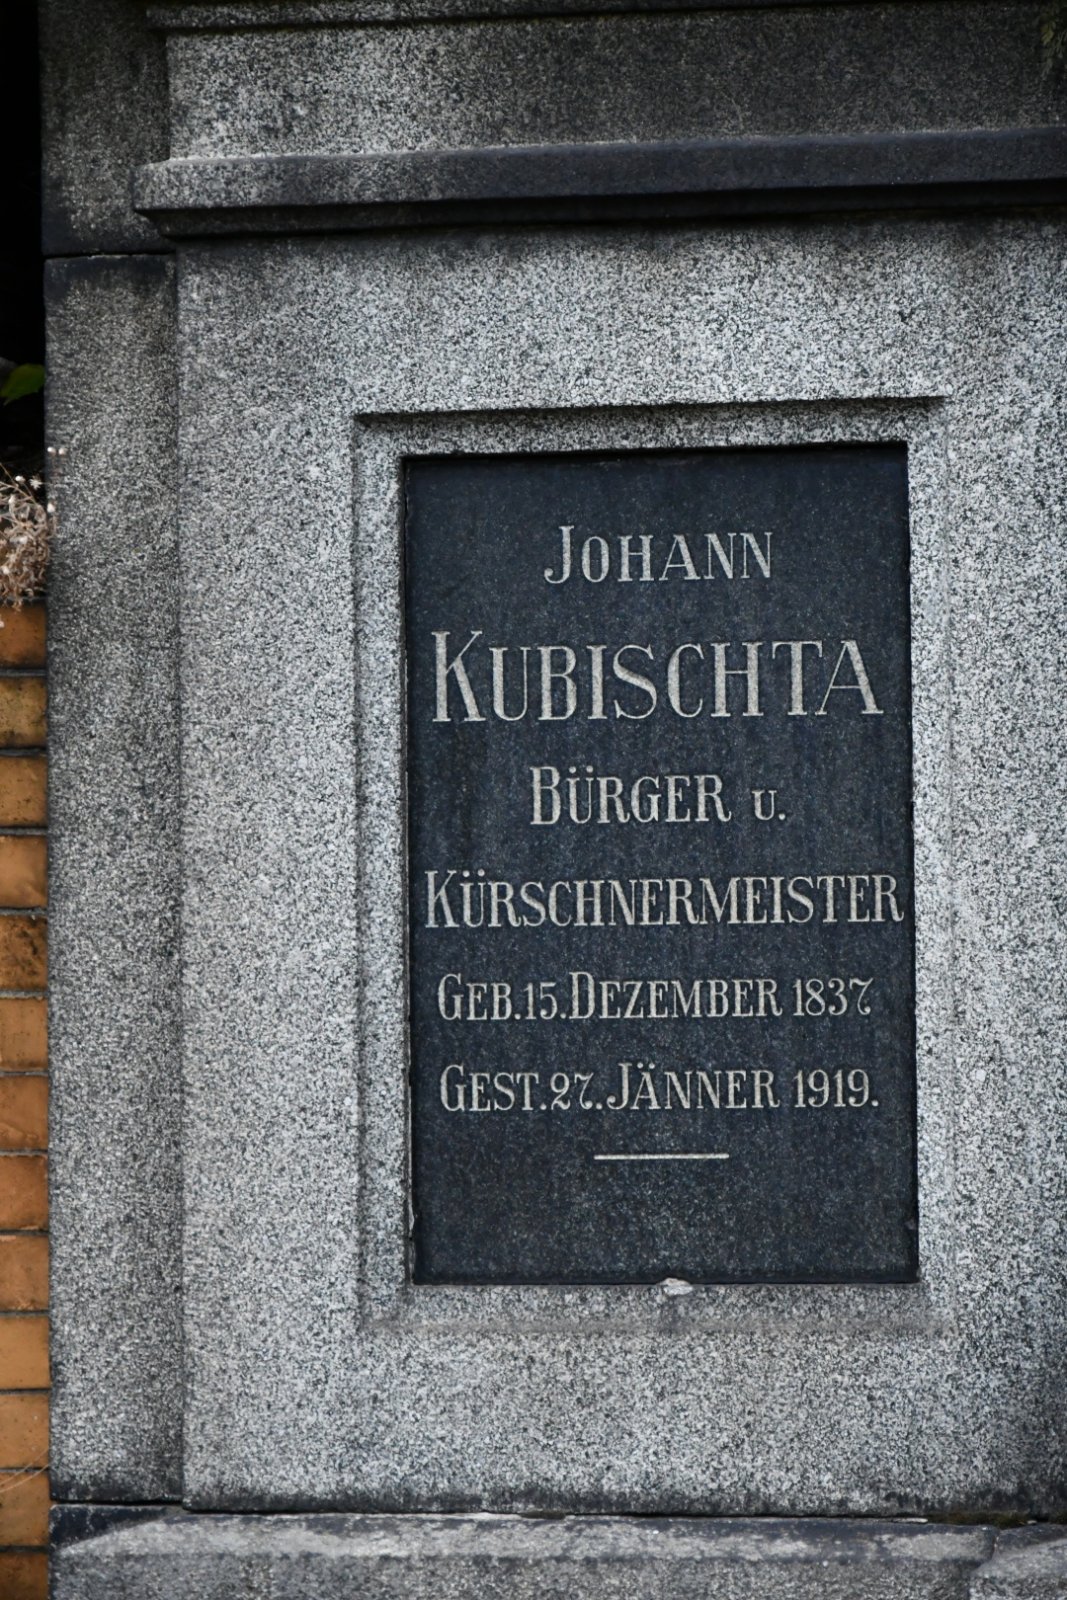 JOHANN
KUBISCHTA
BÜRGER U.
KÜRSCHNERMEISTER
GEB.15.DEZEMBER 1837
GEST.27.JÄNNER 1919.